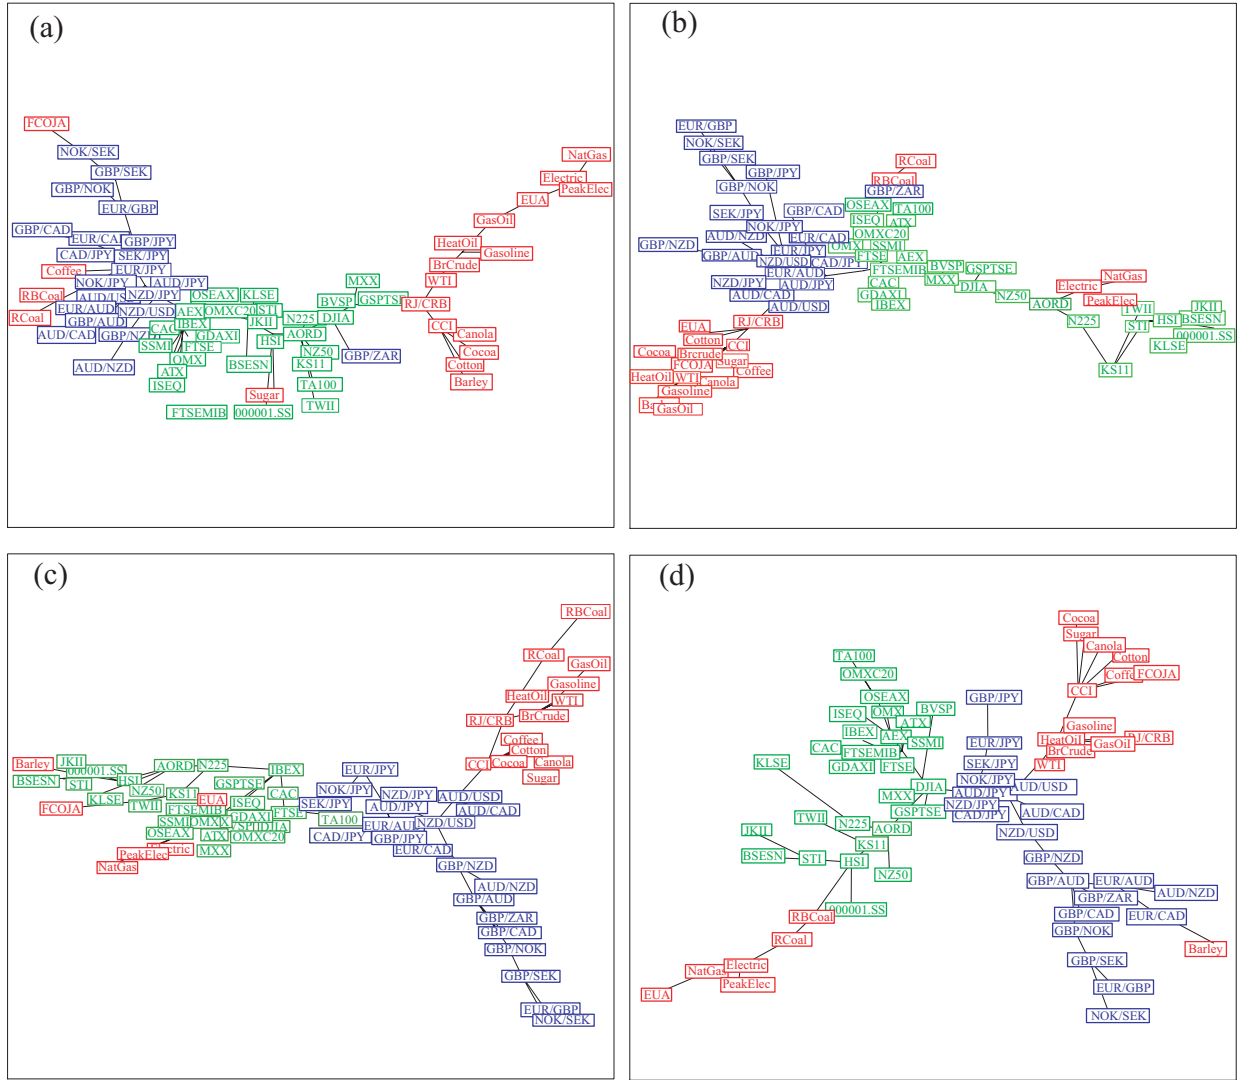 (a)
FCOJA
NOK/SEK
GBP/SEK
GBP/NOK
EUR/GBP
GBP/CAD
GBP/JPY
CAD/JPY
SEK/JPY
Coffee
EUR/JPY
NOK/JPY
AUD/JPY
RBCoal
NZD/JPY
EUR/AUD
NZD/USD
RCoal
GBP/AUD
AUD/CAD
AUD/NZD
OSEAX
KLSE
AEX
OMXC20
STI
IBEX
JKII
CAC
GDAXI
HSI
SSMI
FTSE
OMX
ATX
ISEQ
BSESN
Sugar
FTSEMIB
000001.SS
N225
AORD
NZ50
KS11
TA100
TWII
MXX
BVSP
GSPTSE
DJIA
GBP/ZAR
NatGas
Electric
PeakElec
EUA
GasOil
HeatOil
Gasoline
BrCrude
WTI
RJ/CRB
CCI
Canola
Cocoa
Cotton
Barley
(b)
EUR/GBP
NOK/SEK
GBP/SEK
GBP/JPY
GBP/NOK
SEK/JPY
GBP/CAD
NOK/JPY
AUD/NZD
EUR/CAD
GBP/NZD
GBP/AUD
EUR/JPY
NZD/USD
CAD/JPY
EUR/AUD
NZD/JPY
AUD/JPY
AUD/CAD
AUD/USD
RCoal
RBCoal
GBP/ZAR
OSEAX
TA100
ISEQ
ATX
OMXC20
SSMI
FTSE
AEX
FTSEMIB
CAC
GDAXI
IBEX
BVSP
MXX
GSPTSE
DJIA
NZ50
AORD
NatGas
Electric
PeakElec
N225
TWII
STI
HSI
JKII
BSESN
000001.SS
KLSE
KS11
RJ/CRB
EUA
Cotton
CCI
Cocoa
Brcrude
FCOJA
Sugar
Coffee
HeatOil
WTI
Canola
Gasoline
GasOil
(c)
RBCoal
RCoal
GasOil
Gasoline
HeatOil
WTI
BrCrude
RJ/CRB
Coffee
Cotton
CCI
Cocoa
Canola
Sugar
Barley
JKII
000001.SS
BSESN
STI
HSI
AORD
N225
NZ50
KLSE
TWII
KS11
FCOJA
EUA
IBEX
GSPTSE
CAC
ISEQ
FTSEMIB
GDAXI
FTSE
SSMI
OMX
DJIA
OSEAX
ATX
OMXC20
MXX
TA100
PeakElec
NatGas
EUR/JPY
NOK/JPY
NZD/JPY
SEK/JPY
AUD/JPY
AUD/USD
AUD/CAD
NZD/USD
CAD/JPY
GBP/JPY
EUR/CAD
GBP/NZD
AUD/NZD
GBP/AUD
GBP/ZAR
GBP/CAD
GBP/NOK
GBP/SEK
EUR/GBP
NOK/SEK
(d)
Cocoa
Sugar
Canola
Cotton
FCOJA
CCI
Gasoline
HeatOil
RJ/CRB
BrCrude
GasOil
WTI
TA100
OMXC20
OSEAX
ISEQ
OMX
BVSP
ATX
IBEX
AEX
SSMI
CAC
FTSEMIB
GDAXI
FTSE
KLSE
MXX
DJIA
GSPTSE
TWII
N225
AORD
JKII
KS11
BSESN
STI
HSI
NZ50
000001.SS
RBCoal
RCoal
Electric
NatGas
PeakElec
EUA
GBP/JPY
EUR/JPY
SEK/JPY
NOK/JPY
AUD/USD
AUD/JPY
NZD/JPY
CAD/JPY
AUD/CAD
NZD/USD
GBP/NZD
GBP/AUD
EUR/AUD
AUD/NZD
GBP/ZAR
GBP/CAD
EUR/CAD
GBP/NOK
Barley
GBP/SEK
EUR/GBP
NOK/SEK